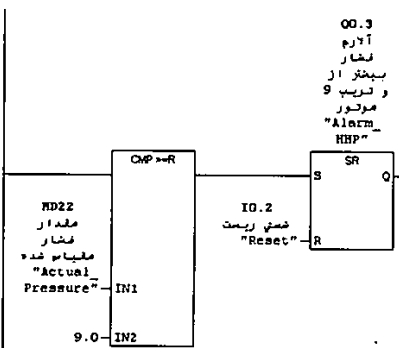 Q0.3
آلارم
فشار
بیشتر از
9 و تریپ
موتور
"Alarm_
HHP"
CMP >=R
SR
S
Q
MD22
مقدار
فشار
مقیاس شده
"Actual_
Pressure"
IN1
I0.2
شستي ریست
"Reset"
R
9.0
IN2